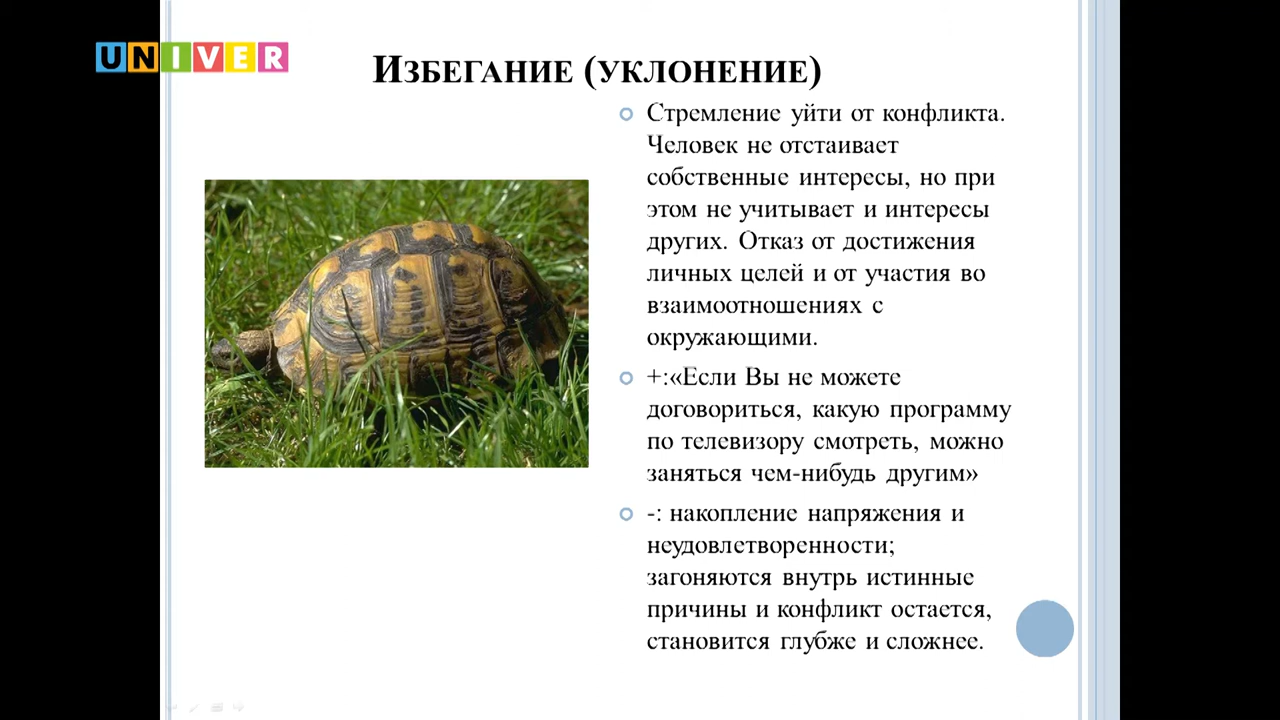 UNIVER
ИЗБЕГАНИЕ (УКЛОНЕНИЕ)
Стремление уйти от конфликта.
Человек не отстаивает
собственные интересы, но при
этом не учитывает и интересы
других. Отказ от достижения
личных целей и от участия во
взаимоотношениях с
окружающими.
+:«Если Вы не можете
договориться, какую программу
по телевизору смотреть, можно
заняться чем-нибудь другим»
-: накопление напряжения и
неудовлетворенности;
загоняются внутрь истинные
причины и конфликт остается,
становится глубже и сложнее.